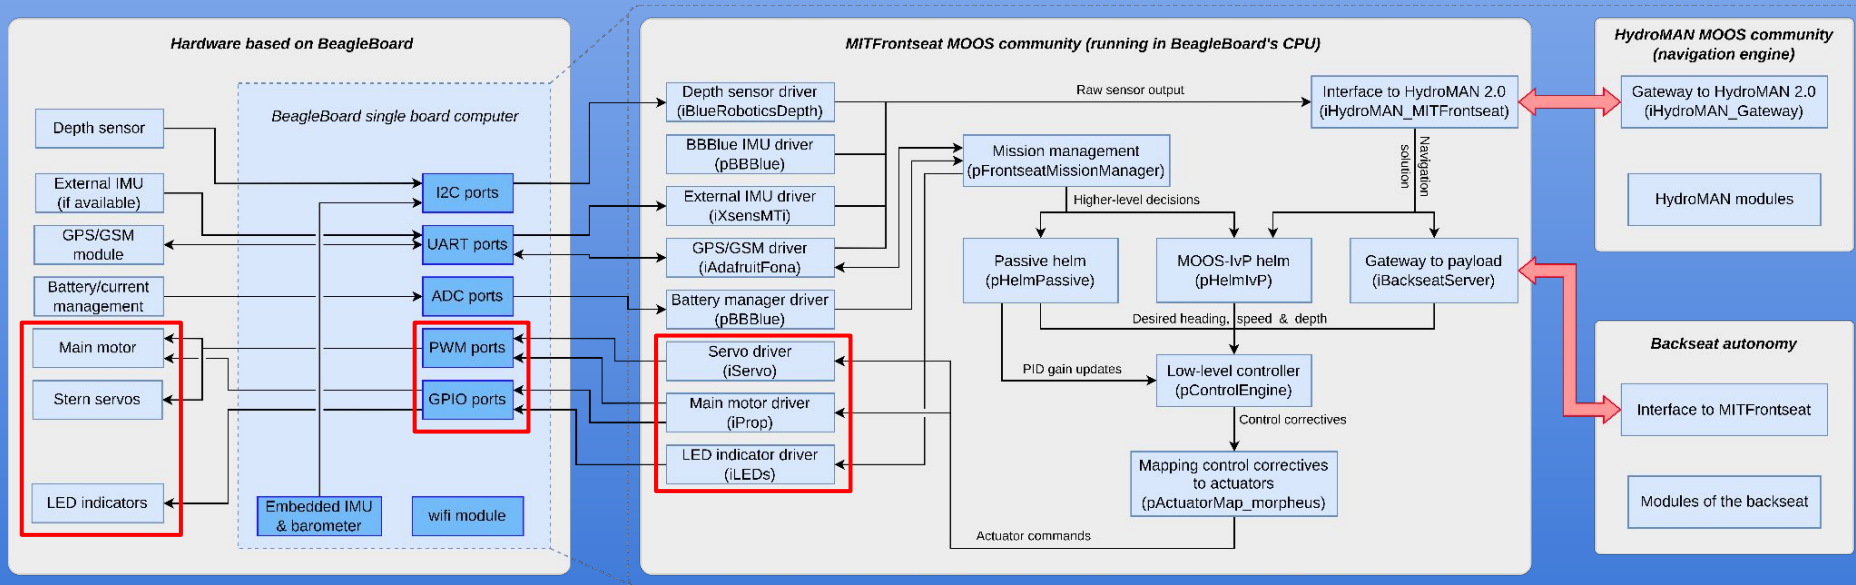 Hardware based on BeagleBoard
BeagleBoard single board computer
Depth sensor
External IMU
(if available)
GPS/GSM
module
Battery/current
management
Main motor
Stern servos
LED indicators
I2C ports
UART ports
ADC ports
PWM ports
GPIO ports
Embedded IMU
& barometer
wifi module
MITFrontseat MOOS community (running in BeagleBoard's CPU)
Depth sensor driver
(iBlueRoboticsDepth)
BBBlue IMU driver
(pBBBlue)
External IMU driver
(iXsensMTi)
GPS/GSM driver
(iAdafruitFona)
Battery manager driver
(pBBBlue)
Servo driver
(iServo)
Main motor driver
(iProp)
LED indicator driver
(iLEDs)
Raw sensor output
Interface to HydroMAN 2.0
(iHydroMAN_MITFrontseat)
Mission management
(pFrontseatMissionManager)
Navigation
solution
Higher-level decisions
Passive helm
(pHelmPassive)
MOOS-IvP helm
(pHelmIvP)
Gateway to payload
(iBackseatServer)
Desired heading, speed & depth
PID gain updates
Low-level controller
(pControlEngine)
Control correctives
Mapping control correctives
to actuators
(pActuatorMap_morpheus)
Actuator commands
HydroMAN MOOS community
(navigation engine)
Gateway to HydroMAN 2.0
(iHydroMAN_Gateway)
HydroMAN modules
Backseat autonomy
Interface to MITFrontseat
Modules of the backseat